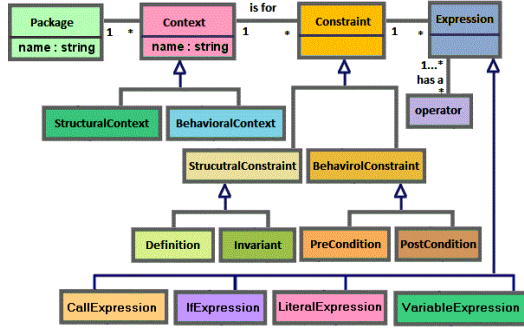 is for
Package
Context
Constraint
Expression
name : string
name : string
1
*
1
*
1
*
1...*
has a
*
operator
StructuralContext
BehavioralContext
StrucutralConstraint
BehavirolConstraint
Definition
Invariant
PreCondition
PostCondition
CallExpression
IfExpression
LiteralExpression
VariableExpression